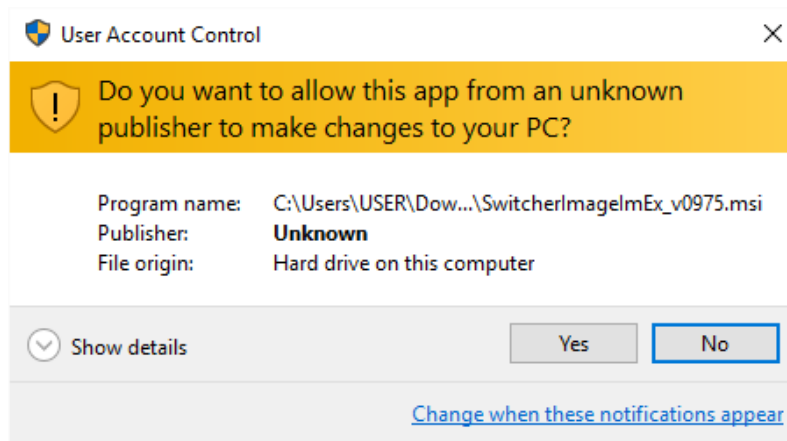 User Account Control
Do you want to allow this app from an unknown
publisher to make changes to your PC?
Program name: C:\Users\USER\Dow...\SwitcherImageImEx_v0975.msi
Publisher: Unknown
File origin: Hard drive on this computer
Show details Yes No
Change when these notifications appear